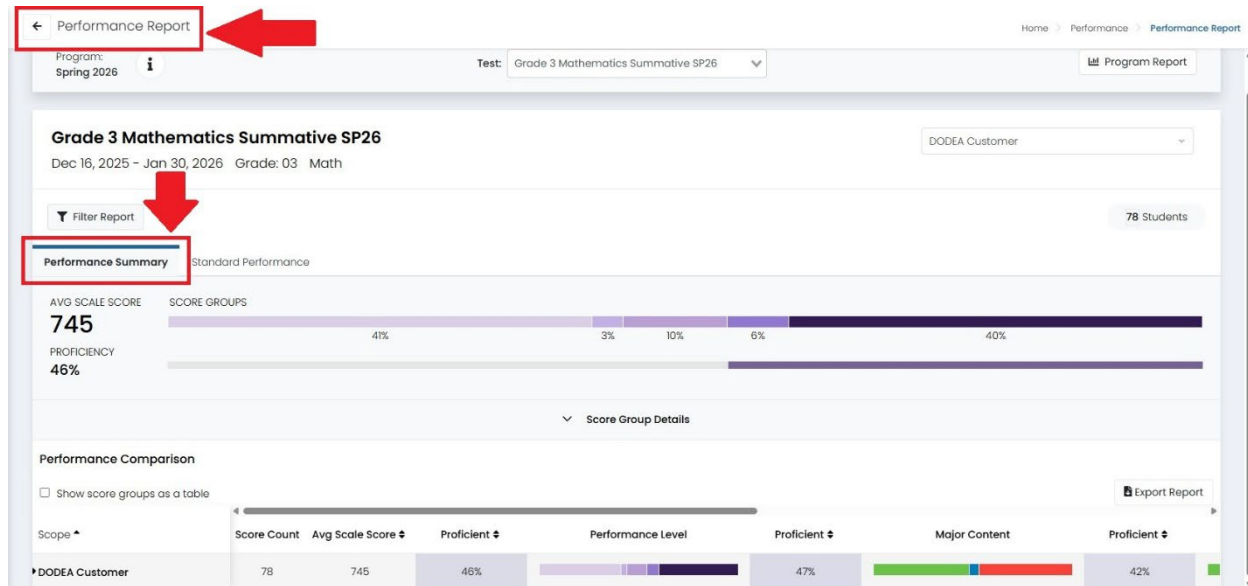 Performance Report
Home > Performance > Performance Report
Program:
Spring 2026
i
Test: Grade 3 Mathematics Summative SP26
Program Report
Grade 3 Mathematics Summative SP26
DODEA Customer
Dec 16, 2025 - Jan 30, 2026 Grade: 03 Math
Filter Report
78 Students
Performance Summary Standard Performance
AVG SCALE SCORE SCORE GROUPS
745
41% 3% 10% 6% 40%
PROFICIENCY
46%
Score Group Details
Performance Comparison
Show score groups as a table
Export Report
Scope Score Count Avg Scale Score Proficient Performance Level Proficient Major Content Proficient
DODEA Customer 78 745 46% 47% 42%